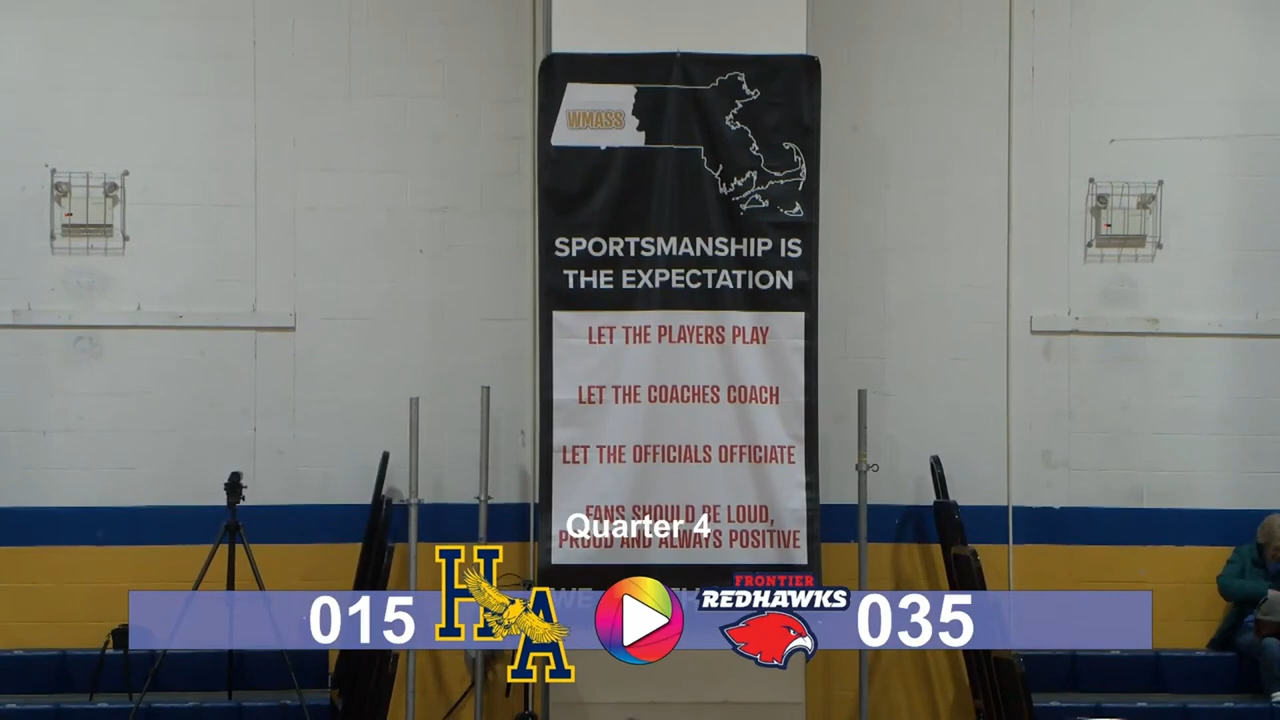 WMASS
SPORTSMANSHIP IS
THE EXPECTATION
LET THE PLAYERS PLAY
LET THE COACHES COACH
LET THE OFFICIALS OFFICIATE
FANS SHOULD BE LOUD,
Quarter 4
PROUD AND ALWAYS POSITIVE
WE
015
HA
FRONTIER
REDHAWKS
035